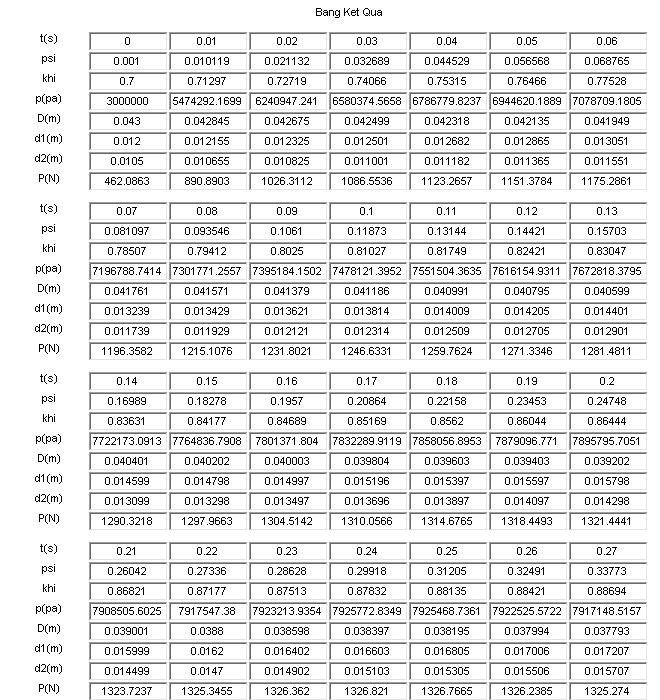 Bang Ket Qua
t(s) 0 0.01 0.02 0.03 0.04 0.05 0.06
psi 0.001 0.010119 0.021132 0.032689 0.044529 0.056568 0.068765
khi 0.7 0.71297 0.72719 0.74066 0.75315 0.76466 0.77528
p(pa) 3000000 5474292.1699 6240947.241 6580374.5658 6786779.8237 6944620.1889 7078709.1805
D(m) 0.043 0.042845 0.042675 0.042499 0.042318 0.042135 0.041949
d1(m) 0.012 0.012155 0.012325 0.012501 0.012682 0.012865 0.013051
d2(m) 0.0105 0.010655 0.010825 0.011001 0.011182 0.011365 0.011551
P(N) 462.0863 890.8903 1026.3112 1086.5536 1123.2657 1151.3784 1175.2861
t(s) 0.07 0.08 0.09 0.1 0.11 0.12 0.13
psi 0.081097 0.093546 0.1061 0.11873 0.13144 0.14421 0.15703
khi 0.78507 0.79412 0.8025 0.81027 0.81749 0.82421 0.83047
p(pa) 7196788.7414 7301771.2557 7395184.1502 7478121.3952 7551504.3635 7616154.9311 7672818.3795
D(m) 0.041761 0.041571 0.041379 0.041186 0.040991 0.040795 0.040599
d1(m) 0.013239 0.013429 0.013621 0.013814 0.014009 0.014205 0.014401
d2(m) 0.011739 0.011929 0.012121 0.012314 0.012509 0.012705 0.012901
P(N) 1196.3582 1215.1076 1231.8021 1246.6331 1259.7624 1271.3346 1281.4811
t(s) 0.14 0.15 0.16 0.17 0.18 0.19 0.2
psi 0.16989 0.18278 0.1957 0.20864 0.22158 0.23453 0.24748
khi 0.83631 0.84177 0.84689 0.85169 0.8562 0.86044 0.86444
p(pa) 7722173.0913 7764836.7908 7801371.804 7832289.9119 7858056.8953 7879096.771 7895795.7051
D(m) 0.040401 0.040202 0.040003 0.039804 0.039603 0.039403 0.039202
d1(m) 0.014599 0.014798 0.014997 0.015196 0.015397 0.015597 0.015798
d2(m) 0.013099 0.013298 0.013497 0.013696 0.013897 0.014097 0.014298
P(N) 1290.3218 1297.9663 1304.5142 1310.0566 1314.6765 1318.4493 1321.4441
t(s) 0.21 0.22 0.23 0.24 0.25 0.26 0.27
psi 0.26042 0.27336 0.28628 0.29918 0.31205 0.32491 0.33773
khi 0.86821 0.87177 0.87513 0.87832 0.88135 0.88421 0.88694
p(pa) 7908505.6025 7917547.38 7923213.9354 7925772.8349 7925468.7361 7922525.5722 7917148.5157
D(m) 0.039001 0.0388 0.038598 0.038397 0.038195 0.037994 0.037793
d1(m) 0.015999 0.0162 0.016402 0.016603 0.016805 0.017006 0.017207
d2(m) 0.014499 0.0147 0.014902 0.015103 0.015305 0.015506 0.015707
P(N) 1323.7237 1325.3455 1326.362 1326.821 1326.7665 1326.2385 1325.274